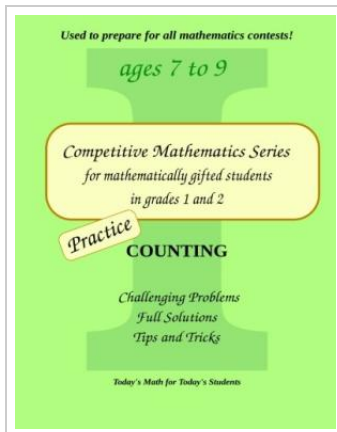 Used to prepare for all mathematics contests!
ages 7 to 9
Competitive Mathematics Series
for mathematically gifted students
in grades 1 and 2
Practice
COUNTING
Challenging Problems
Full Solutions
Tips and Tricks
Today's Math for Today's Students